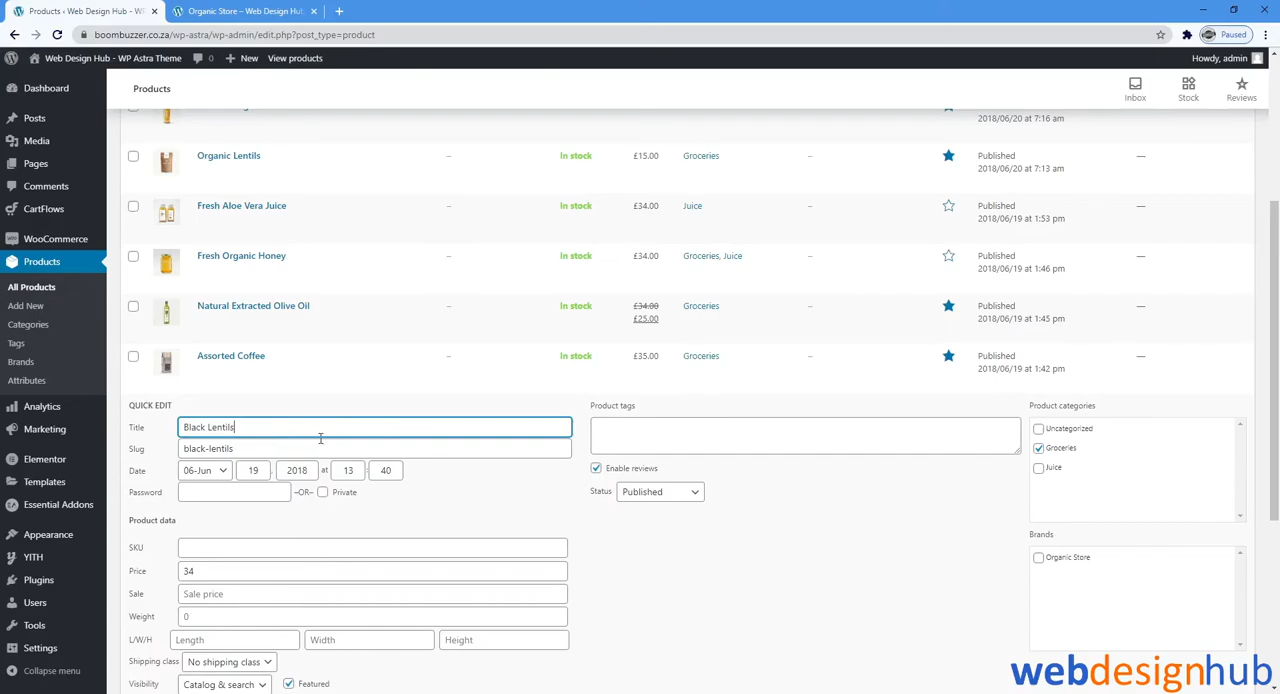 Products ‹ Web Design Hub - WP
Organic Store – Web Design Hub
boombuzzer.co.za/wp-astra/wp-admin/edit.php?post_type=product
Paused
Web Design Hub - WP Astra Theme
0
New
View products
Howdy, admin
Dashboard
Posts
Media
Pages
Comments
CartFlows
WooCommerce
Products
All Products
Add New
Categories
Tags
Brands
Attributes
Analytics
Marketing
Elementor
Templates
Essential Addons
Appearance
YITH
Plugins
Users
Tools
Settings
Collapse menu
Products
Inbox
Stock
Reviews
2018/06/20 at 7:16 am
Organic Lentils – In stock £15.00 Groceries – Published —
2018/06/20 at 7:13 am
Fresh Aloe Vera Juice – In stock £34.00 Juice – Published —
2018/06/19 at 1:53 pm
Fresh Organic Honey – In stock £34.00 Groceries, Juice – Published —
2018/06/19 at 1:46 pm
Natural Extracted Olive Oil – In stock £34.00 Groceries – Published —
£25.00 2018/06/19 at 1:45 pm
Assorted Coffee – In stock £35.00 Groceries – Published —
2018/06/19 at 1:42 pm
QUICK EDIT
Title Black Lentils
Slug black-lentils
Date 06-Jun 19 , 2018 at 13 : 40
Password –OR– Private
Product data
SKU
Price 34
Sale Sale price
Weight 0
L/W/H Length Width Height
Shipping class No shipping class
Visibility Catalog & search Featured
Product tags
Enable reviews
Status Published
Product categories
Uncategorized
Groceries
Juice
Brands
Organic Store
webdesignhub